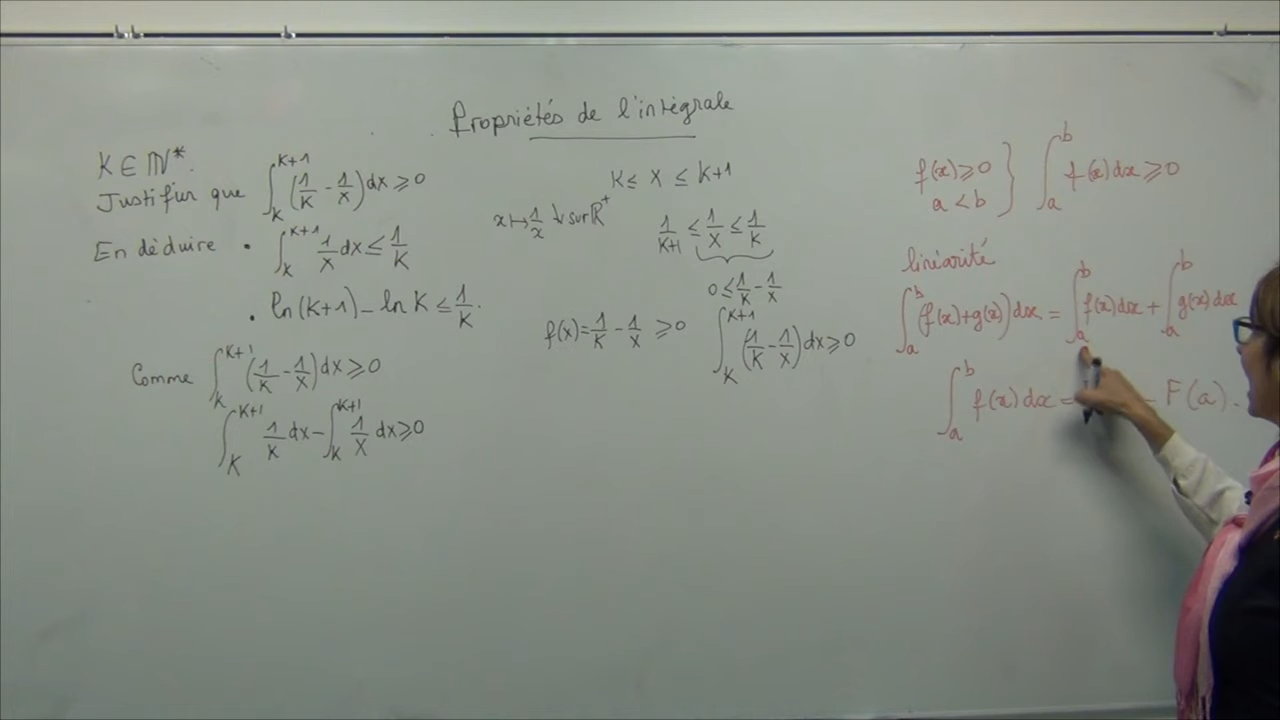 Propriétés de l'intégrale
K ∈ ℕ*.
Justifier que ∫_K^{K+1} (1/K - 1/x) dx ≥ 0
En déduire • ∫_K^{K+1} 1/x dx ≤ 1/K
• ln(K+1) - ln K ≤ 1/K.
Comme ∫_K^{K+1} (1/K - 1/x) dx ≥ 0
∫_K^{K+1} 1/K dx - ∫_K^{K+1} 1/x dx ≥ 0
K ≤ x ≤ K+1
x ↦ 1/x ↓ sur ℝ⁺
1/(K+1) ≤ 1/x ≤ 1/K
0 ≤ 1/K - 1/x
f(x) = 1/K - 1/x ≥ 0
∫_K^{K+1} (1/K - 1/x) dx ≥ 0
f(x) ≥ 0
a < b } ∫_a^b f(x) dx ≥ 0
linéarité
∫_a^b (f(x)+g(x)) dx = ∫_a^b f(x) dx + ∫_a^b g(x) dx
∫_a^b f(x) dx = - F(a).